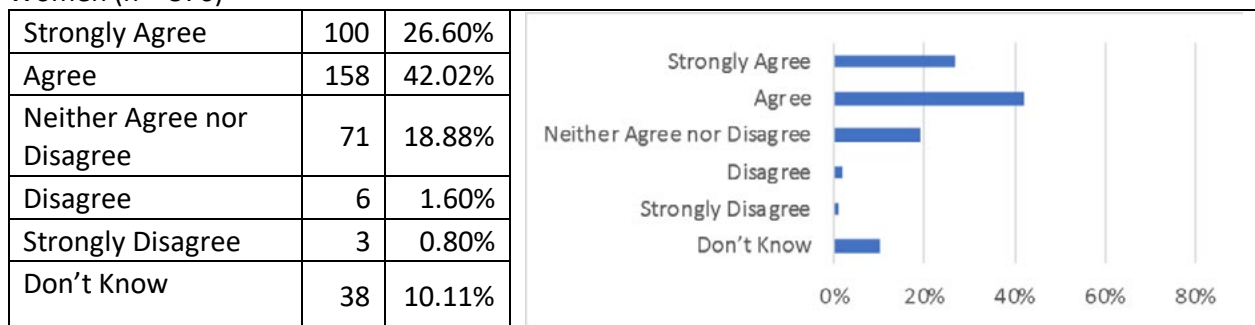 Strongly Agree 100 26.60%
Agree 158 42.02%
Neither Agree nor
Disagree 71 18.88%
Disagree 6 1.60%
Strongly Disagree 3 0.80%
Don't Know 38 10.11%
Strongly Agree
Agree
Neither Agree nor Disagree
Disagree
Strongly Disagree
Don't Know
0% 20% 40% 60% 80%